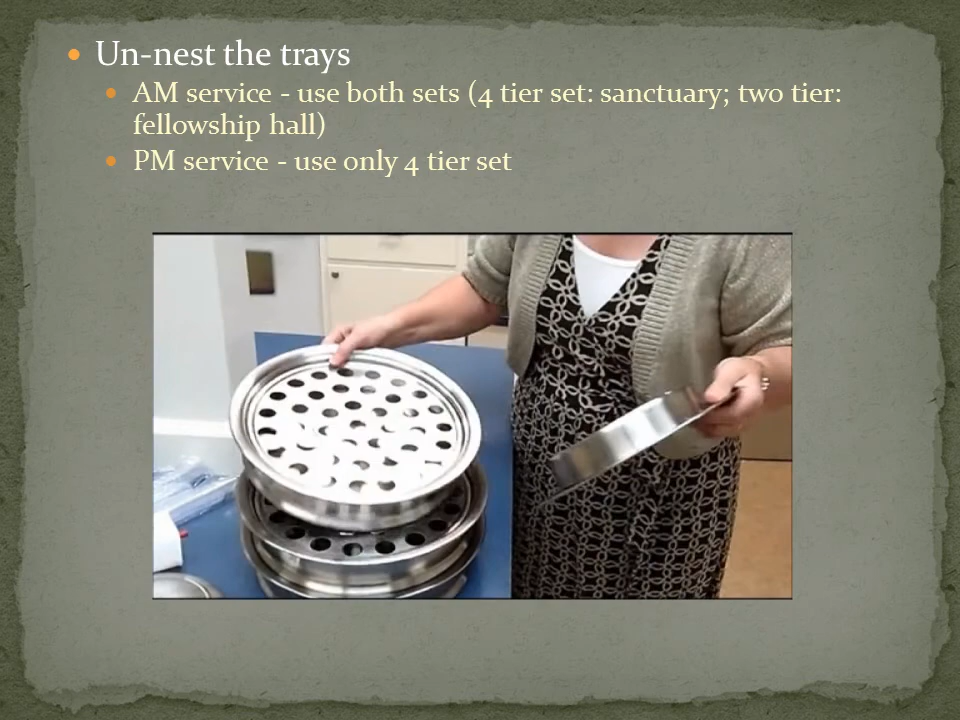 Un-nest the trays
AM service - use both sets (4 tier set: sanctuary; two tier:
fellowship hall)
PM service - use only 4 tier set